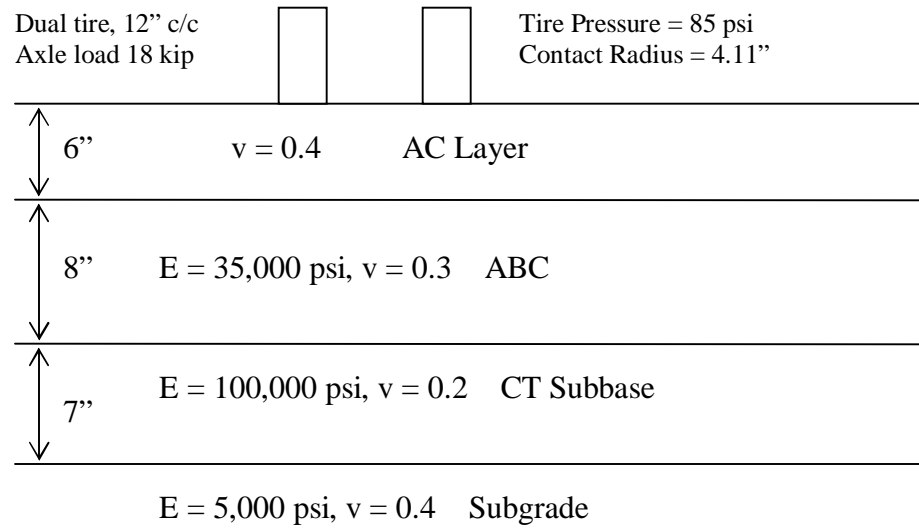 Dual tire, 12” c/c
Axle load 18 kip
Tire Pressure = 85 psi
Contact Radius = 4.11”
6” v = 0.4 AC Layer
8” E = 35,000 psi, v = 0.3 ABC
7” E = 100,000 psi, v = 0.2 CT Subbase
E = 5,000 psi, v = 0.4 Subgrade